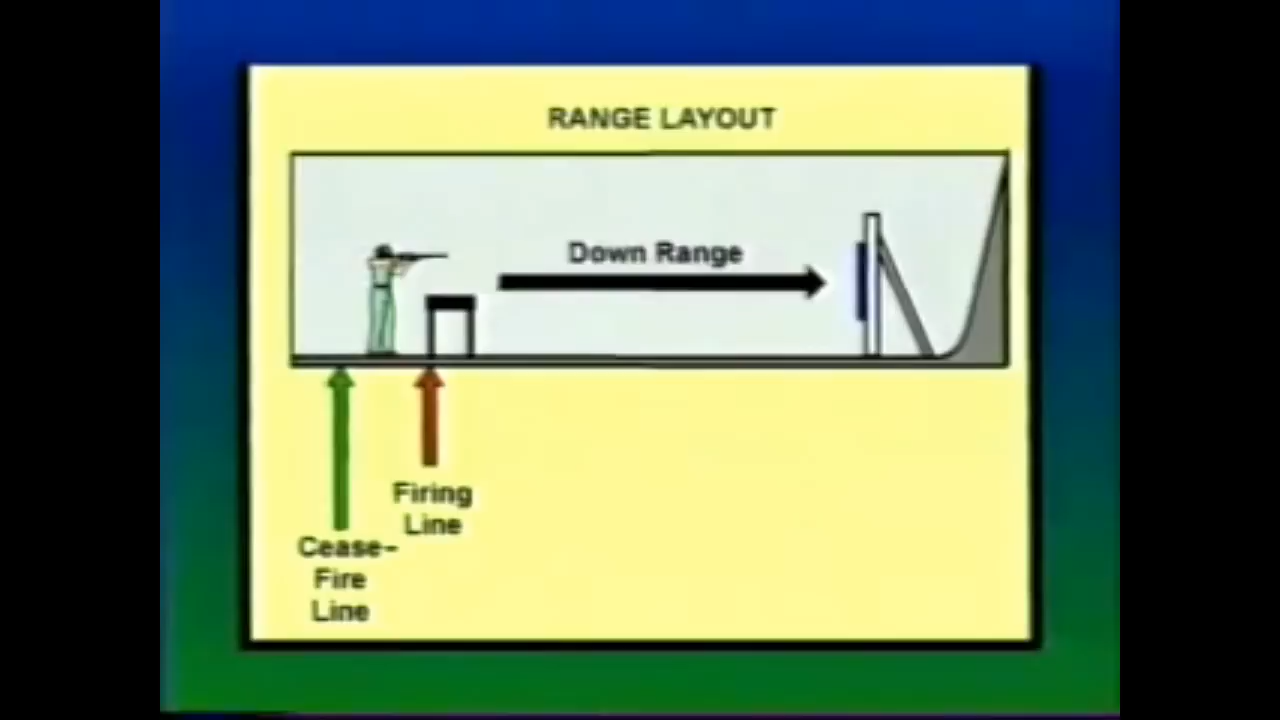 RANGE LAYOUT
Down Range
Firing
Line
Cease-
Fire
Line